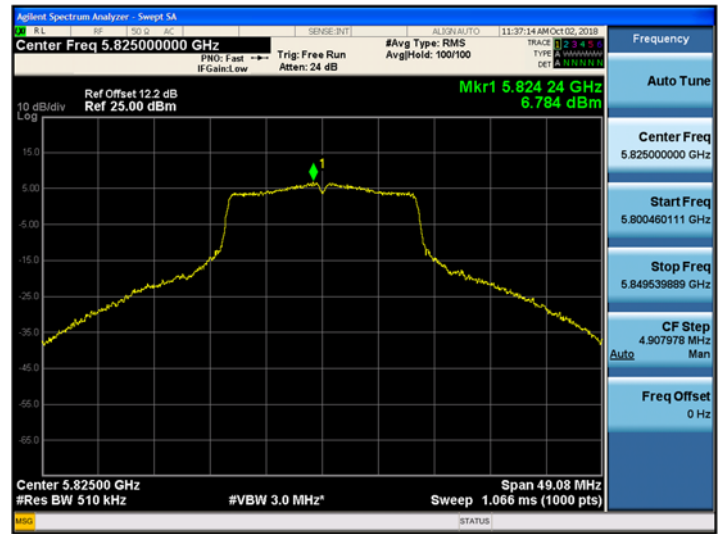 Agilent Spectrum Analyzer - Swept SA
RL RF 50 Ω AC SENSE:INT ALIGN AUTO 11:37:14 AM Oct 02, 2018
Center Freq 5.825000000 GHz
PNO: Fast
IFGain:Low
Trig: Free Run
Atten: 24 dB
#Avg Type: RMS
Avg|Hold: 100/100
TRACE 1 2 3 4 5 6
TYPE A WWWWW
DET A N N N N N
Ref Offset 12.2 dB
10 dB/div Ref 25.00 dBm
Log
Mkr1 5.824 24 GHz
6.784 dBm
1
15.0
5.00
-5.00
-15.0
-25.0
-35.0
-45.0
-55.0
-65.0
Center 5.82500 GHz Span 49.08 MHz
#Res BW 510 kHz #VBW 3.0 MHz* Sweep 1.066 ms (1000 pts)
MSG STATUS
Frequency
Auto Tune
Center Freq
5.825000000 GHz
Start Freq
5.800460111 GHz
Stop Freq
5.849539889 GHz
CF Step
4.907978 MHz
Auto Man
Freq Offset
0 Hz